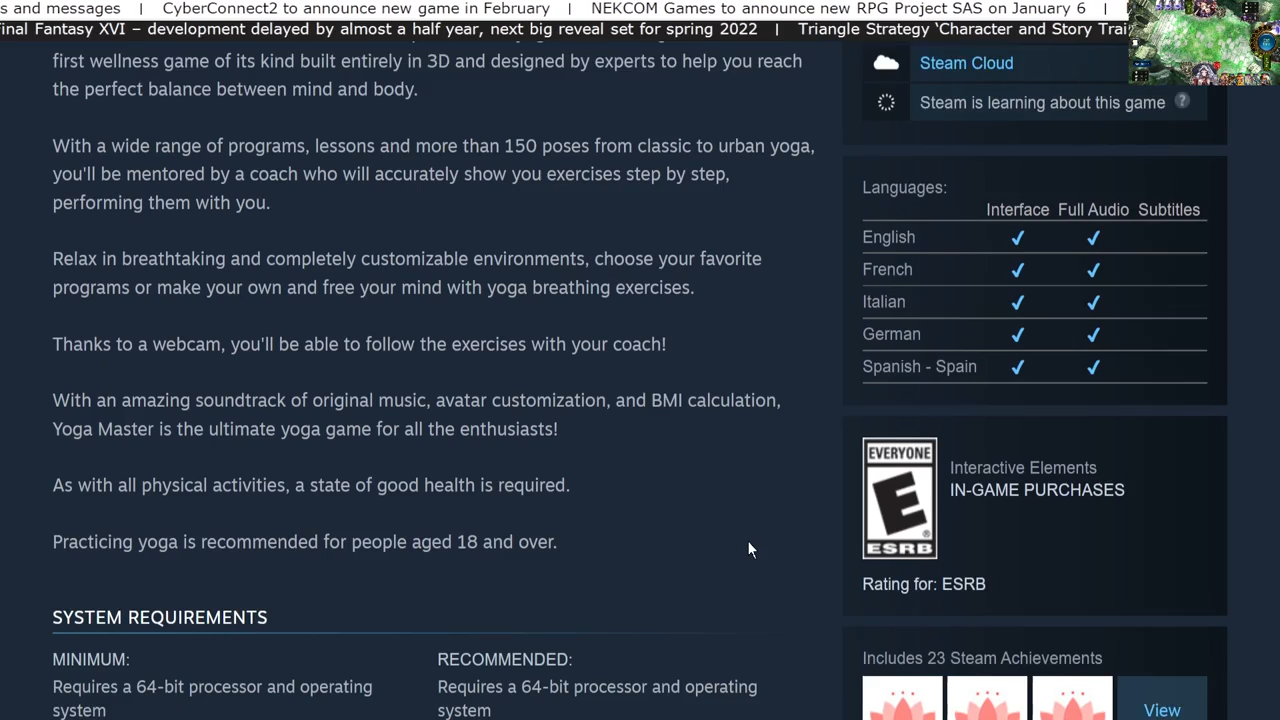 s and messages | CyberConnect2 to announce new game in February | NEKCOM Games to announce new RPG Project SAS on January 6 |
inal Fantasy XVI – development delayed by almost a half year, next big reveal set for spring 2022 | Triangle Strategy ‘Character and Story Trai
first wellness game of its kind built entirely in 3D and designed by experts to help you reach
the perfect balance between mind and body.
With a wide range of programs, lessons and more than 150 poses from classic to urban yoga,
you'll be mentored by a coach who will accurately show you exercises step by step,
performing them with you.
Relax in breathtaking and completely customizable environments, choose your favorite
programs or make your own and free your mind with yoga breathing exercises.
Thanks to a webcam, you'll be able to follow the exercises with your coach!
With an amazing soundtrack of original music, avatar customization, and BMI calculation,
Yoga Master is the ultimate yoga game for all the enthusiasts!
As with all physical activities, a state of good health is required.
Practicing yoga is recommended for people aged 18 and over.
SYSTEM REQUIREMENTS
MINIMUM:
Requires a 64-bit processor and operating
system
RECOMMENDED:
Requires a 64-bit processor and operating
system
Steam Cloud
Steam is learning about this game ?
Languages:
Interface Full Audio Subtitles
English ✔ ✔
French ✔ ✔
Italian ✔ ✔
German ✔ ✔
Spanish - Spain ✔ ✔
EVERYONE
E
ESRB
Interactive Elements
IN-GAME PURCHASES
Rating for: ESRB
Includes 23 Steam Achievements
View